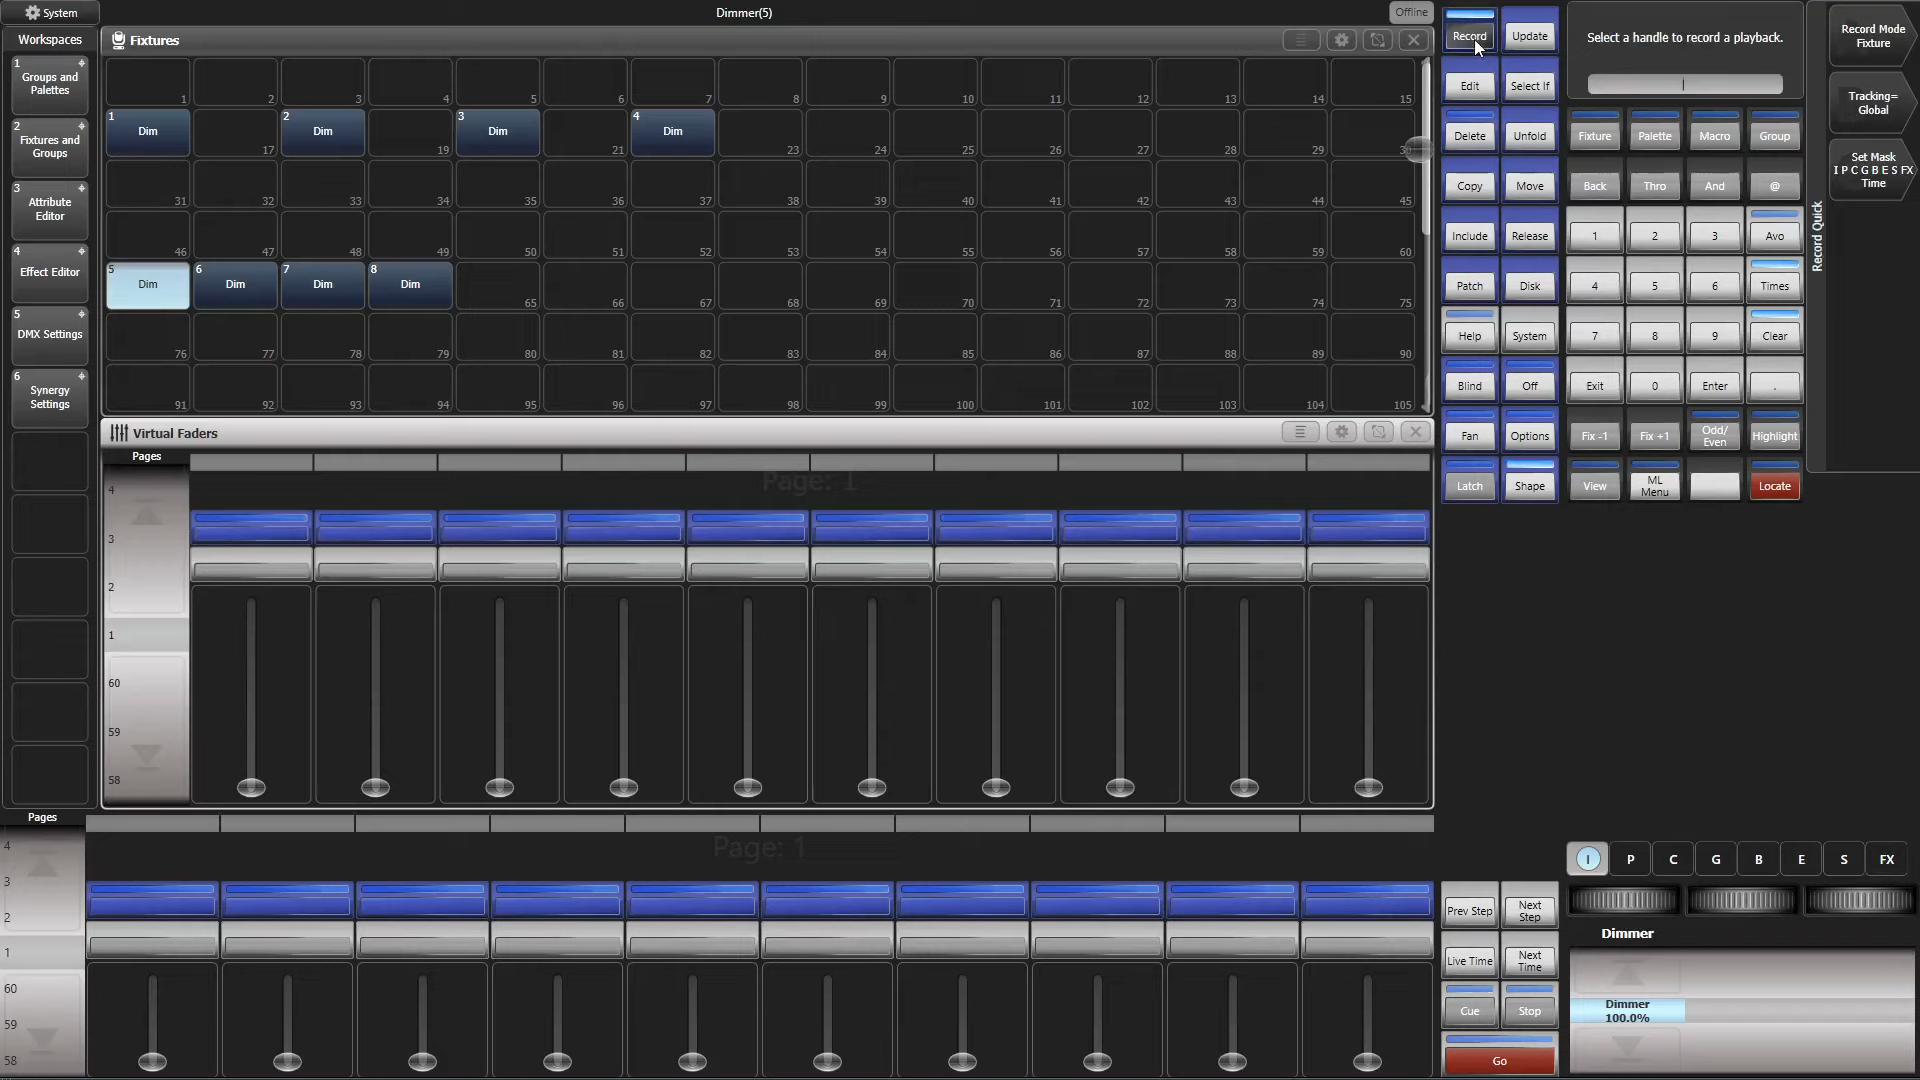 System
Dimmer(5)
Offline
Workspaces
1
Groups and
Palettes
2
Fixtures and
Groups
3
Attribute
Editor
4
Effect Editor
5
DMX Settings
6
Synergy
Settings
Fixtures
1 2 3 4 5 6 7 8 9 10 11 12 13 14 15
1 Dim 17 2 Dim 19 3 Dim 21 4 Dim 23 24 25 26 27 28 29 30
31 32 33 34 35 36 37 38 39 40 41 42 43 44 45
46 47 48 49 50 51 52 53 54 55 56 57 58 59 60
5 Dim 6 Dim 7 Dim 8 Dim 65 66 67 68 69 70 71 72 73 74 75
76 77 78 79 80 81 82 83 84 85 86 87 88 89 90
91 92 93 94 95 96 97 98 99 100 101 102 103 104 105
Virtual Faders
Pages
Page: 1
4
3
2
1
60
59
58
Pages
Page: 1
4
3
2
1
60
59
58
Record Update
Edit Select If
Delete Unfold
Copy Move
Include Release
Patch Disk
Help System
Blind Off
Fan Options
Latch Shape
Select a handle to record a playback.
Fixture Palette Macro Group
Back Thro And @
1 2 3 Avo
4 5 6 Times
7 8 9 Clear
Exit 0 Enter .
Fix -1 Fix +1 Odd/
Even Highlight
View ML
Menu Locate
Record Quick
Record Mode
Fixture
Tracking=
Global
Set Mask
I P C G B E S FX
Time
I P C G B E S FX
Prev Step Next
Step
Live Time Next
Time
Cue Stop
Go
Dimmer
Dimmer
100.0%